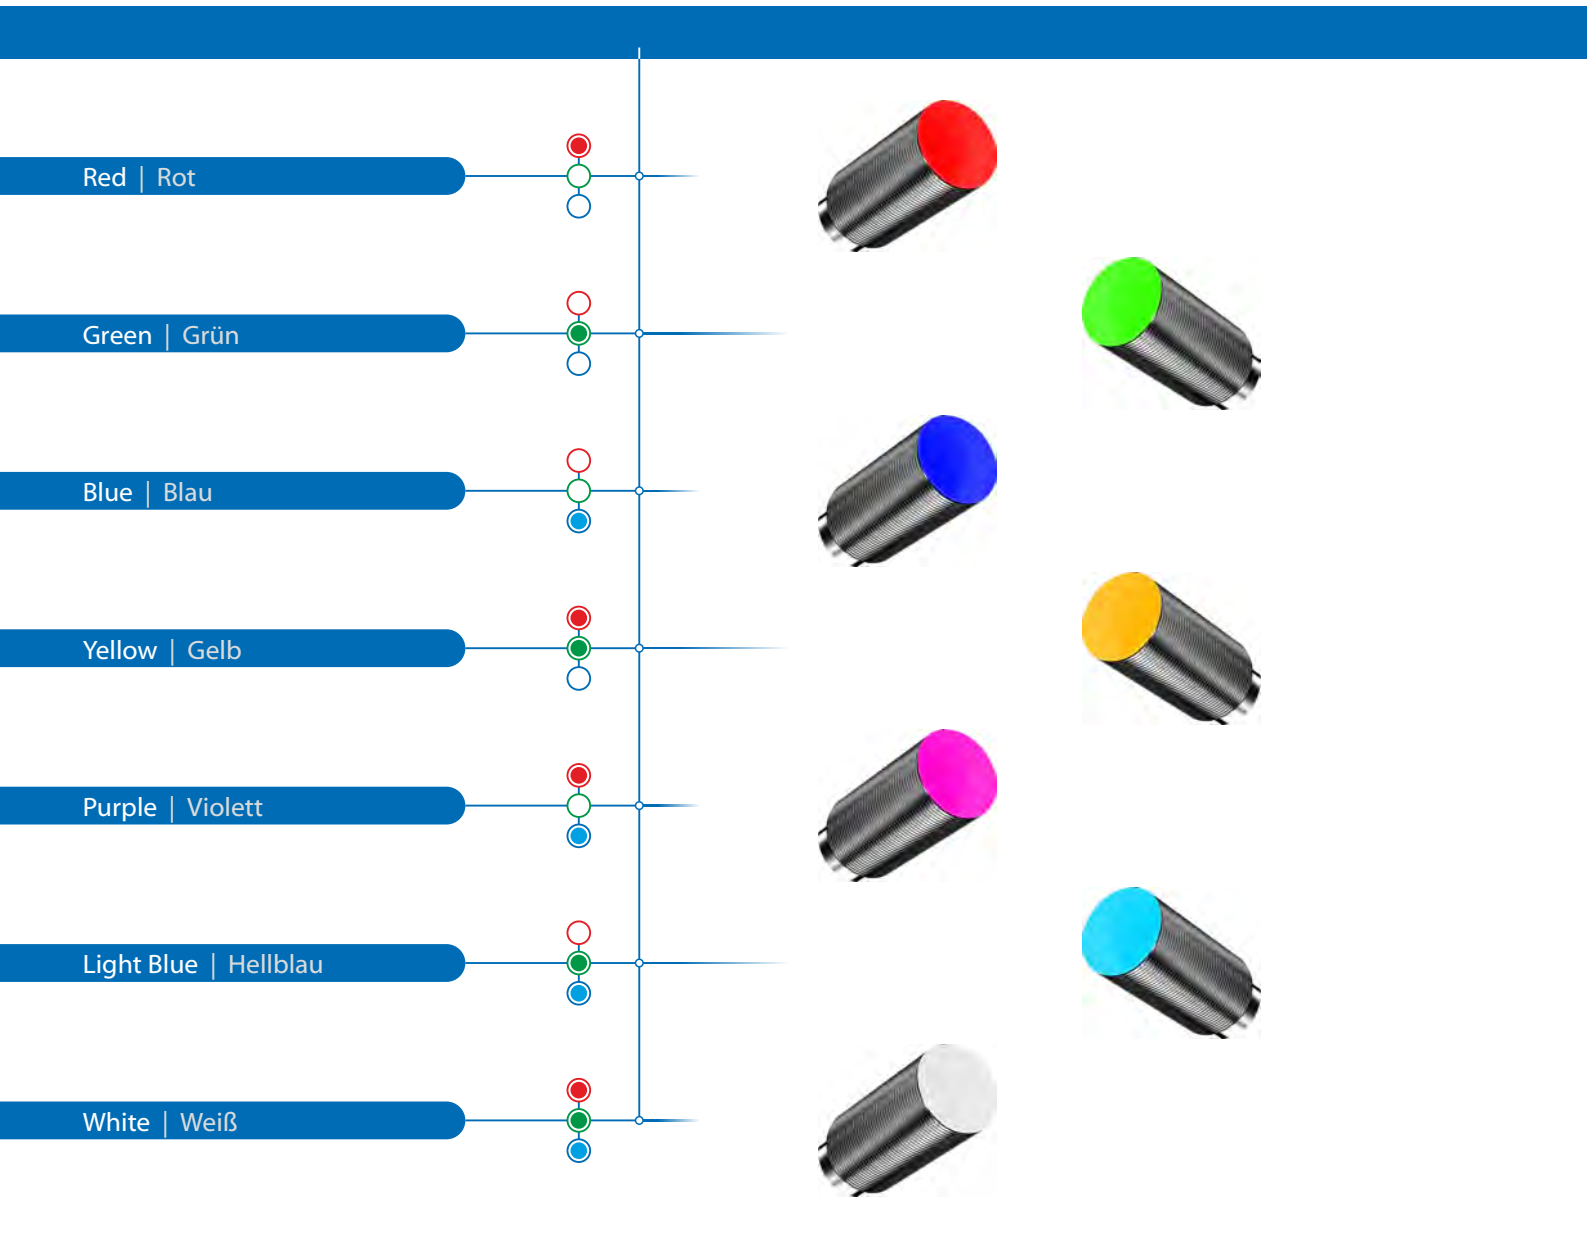 Red | Rot
Green | Grün
Blue | Blau
Yellow | Gelb
Purple | Violett
Light Blue | Hellblau
White | Weiß